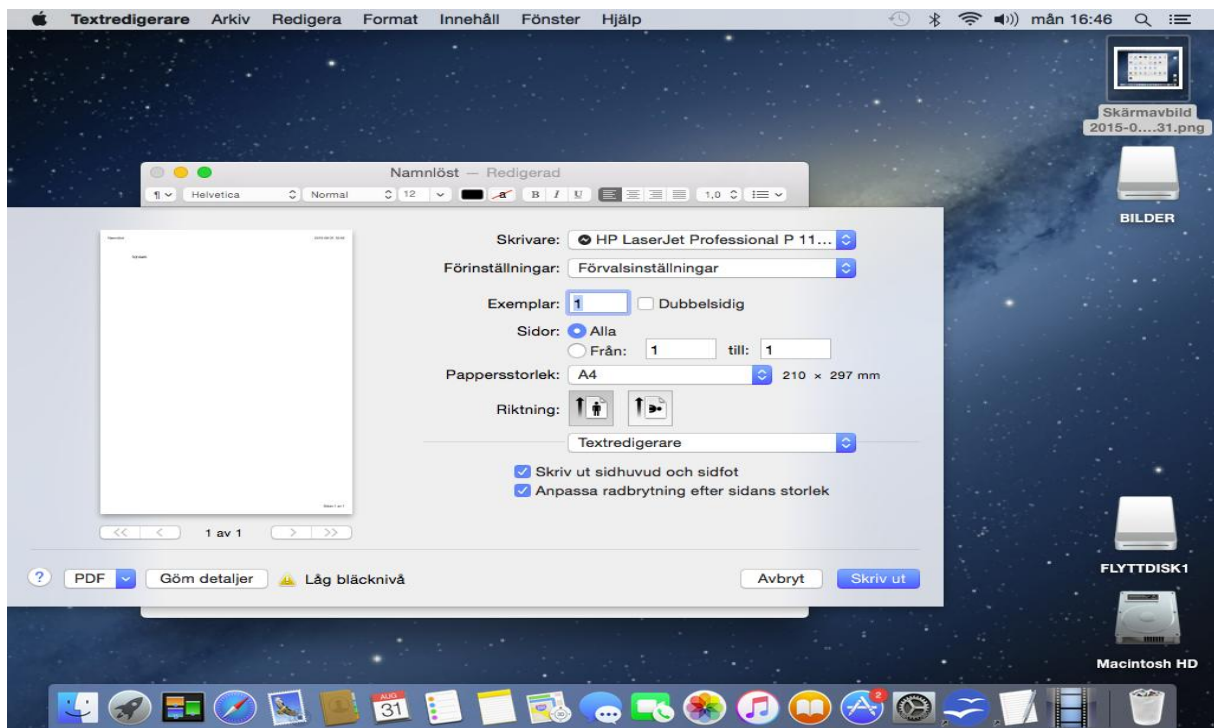 Textredigerare Arkiv Redigera Format Innehåll Fönster Hjälp mån 16:46
Skärmavbild
2015-0....31.png
BILDER
Namnlöst — Redigerad
¶ Helvetica Normal 12 a B I U 1,0
Skrivare: HP LaserJet Professional P 11...
Förinställningar: Förvalsinställningar
Exemplar: 1 Dubbelsidig
Sidor: Alla
Från: 1 till: 1
Pappersstorlek: A4 210 × 297 mm
Riktning:
Textredigerare
Skriv ut sidhuvud och sidfot
Anpassa radbrytning efter sidans storlek
<< < 1 av 1 > >>
? PDF Göm detaljer Låg bläcknivå Avbryt Skriv ut
FLYTTDISK1
Macintosh HD
AUG
31
2